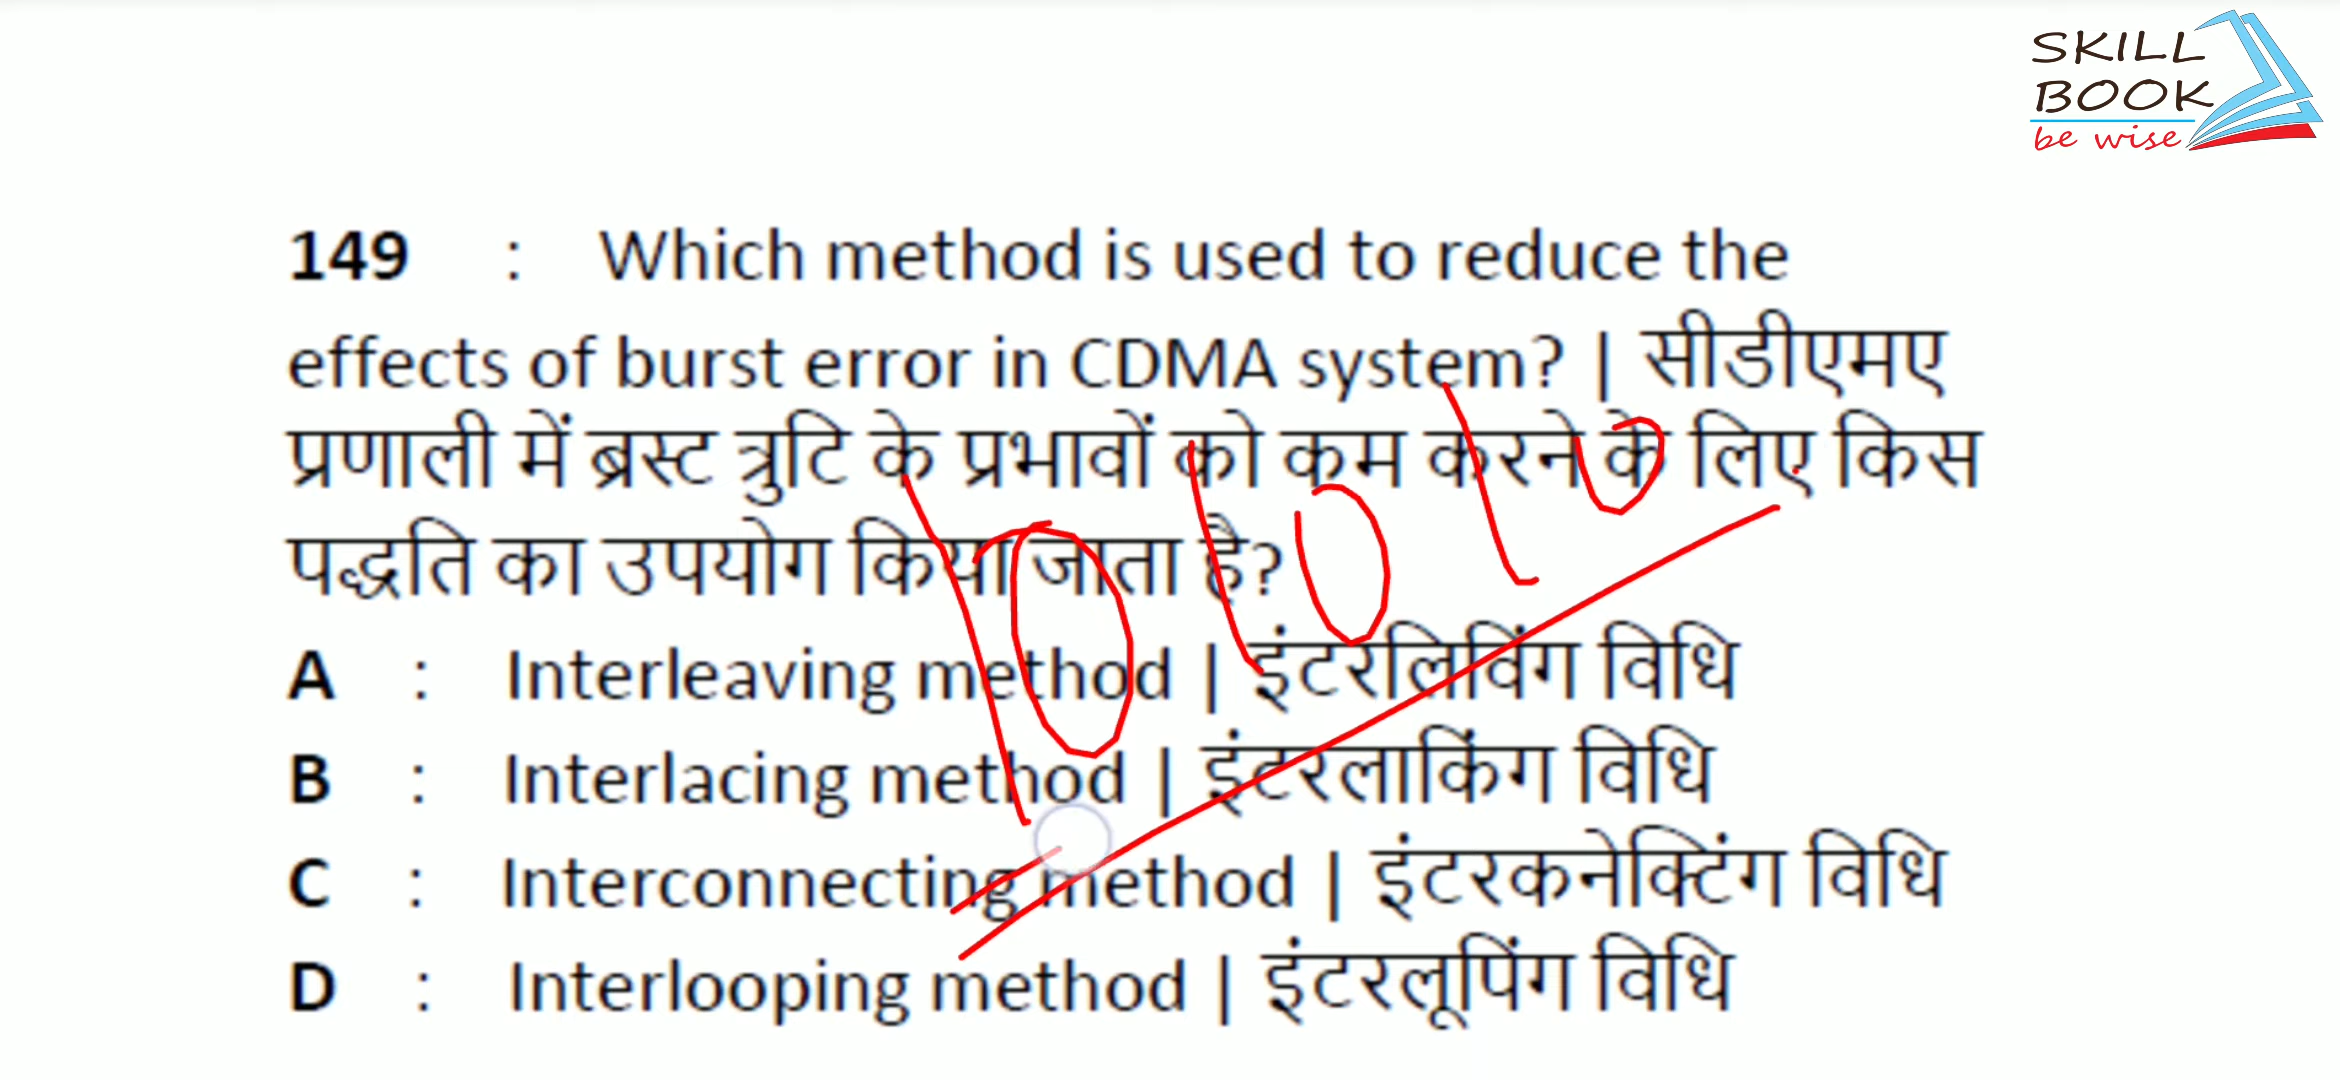 SKILL
BOOK
be wise
149 : Which method is used to reduce the
effects of burst error in CDMA system? | सीडीएमए
प्रणाली में ब्रस्ट त्रुटि के प्रभावों को कम करने के लिए किस
पद्धति का उपयोग किया जाता है?
101010
A : Interleaving method | इंटरलिविंग विधि
B : Interlacing method | इंटरलाकिंग विधि
C : Interconnecting method | इंटरकनेक्टिंग विधि
D : Interlooping method | इंटरलूपिंग विधि